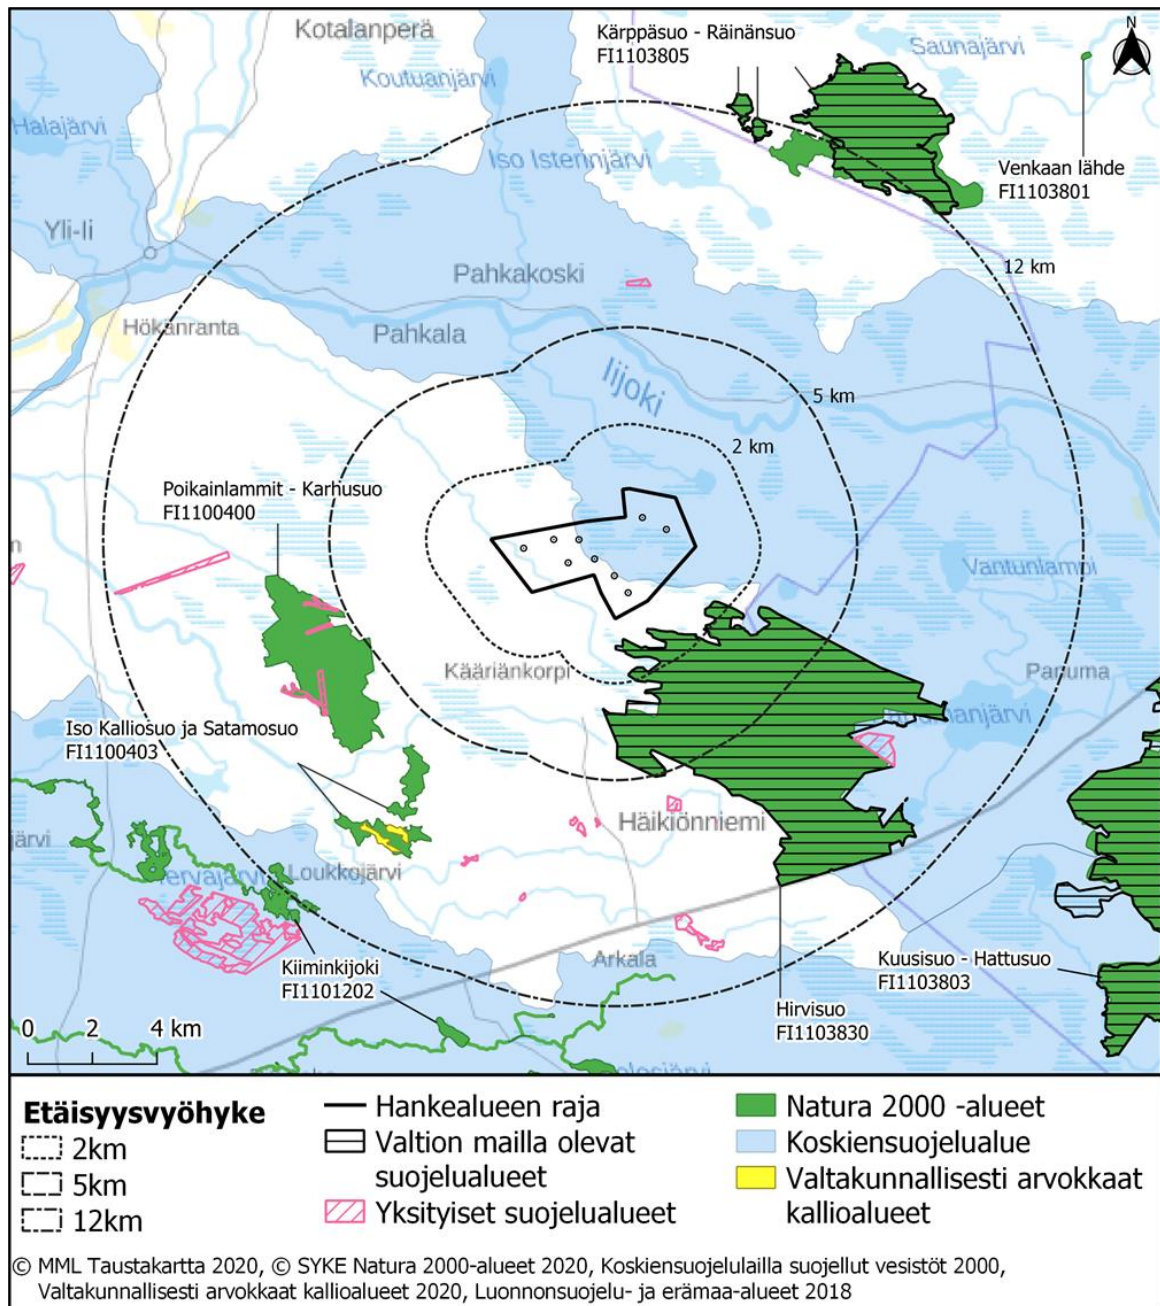 Kotalanperä
Kärppäsuo - Räinänsuo
FI1103805
N
Saunajärvi
Koutuanjärvi
Halajärvi
Iso Isterinjärvi
Venkaan lähde
FI1103801
Yli-Ii
Pahkakoski
12 km
Hökänranta
Pahkala
Iijoki
5 km
2 km
Poikainlammit - Karhusuo
FI1100400
Vantunlampi
Kääriänkorpi
Panuma
Iso Kalliosuo ja Satamosuo
FI1100403
Häikiönniemi
järvi
Loukkojärvi
Tervajärvi
Arkala
Kuusisuo - Hattusuo
FI1103803
Kiiminkijoki
FI1101202
Hirvisuo
FI1103830
0 2 4 km
Etäisyysvyöhyke
2km
5km
12km
Hankealueen raja
Valtion mailla olevat
suojelualueet
Yksityiset suojelualueet
Natura 2000 -alueet
Koskiensuojelualue
Valtakunnallisesti arvokkaat
kallioalueet
© MML Taustakartta 2020, © SYKE Natura 2000-alueet 2020, Koskiensuojelulailla suojellut vesistöt 2000,
Valtakunnallisesti arvokkaat kallioalueet 2020, Luonnonsuojelu- ja erämaa-alueet 2018